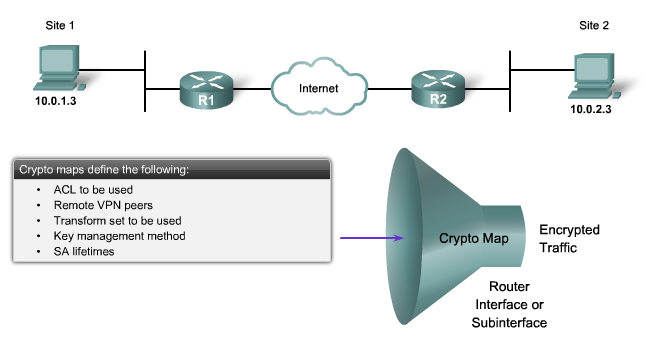 Site 1
Site 2
10.0.1.3
R1
Internet
R2
10.0.2.3
Crypto maps define the following:
• ACL to be used
• Remote VPN peers
• Transform set to be used
• Key management method
• SA lifetimes
Crypto Map
Encrypted
Traffic
Router
Interface or
Subinterface